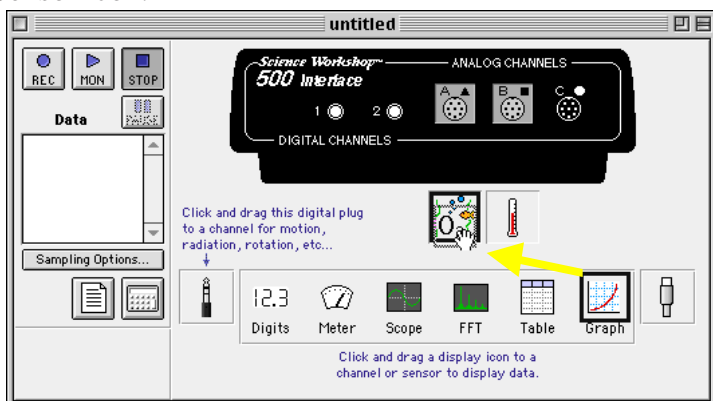 untitled
REC MON STOP
PAUSE
Data
Sampling Options...
Science Workshop™
500 Interface
ANALOG CHANNELS
A B C
1 2
DIGITAL CHANNELS
Click and drag this digital plug
to a channel for motion,
radiation, rotation, etc...
12.3
Digits Meter Scope FFT Table Graph
Click and drag a display icon to a
channel or sensor to display data.